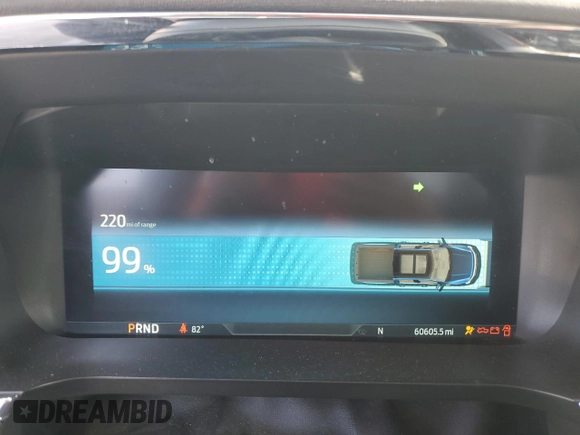 220 mi of range
99%
PRND 82° N 60605.5 mi
DREAMBID